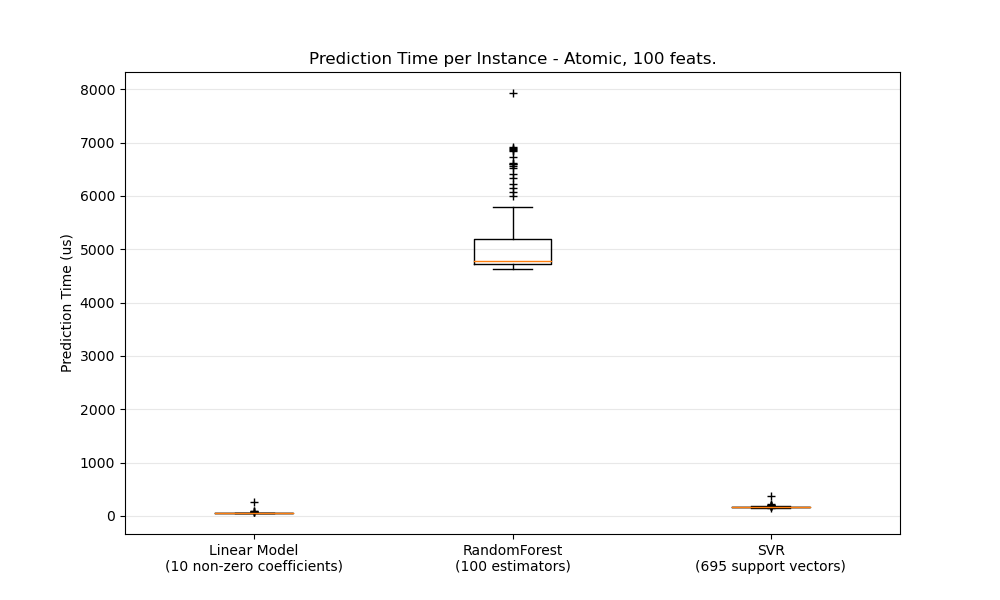 Prediction Time per Instance - Atomic, 100 feats.
Prediction Time (us)
8000
7000
6000
5000
4000
3000
2000
1000
0
Linear Model
(10 non-zero coefficients)
RandomForest
(100 estimators)
SVR
(695 support vectors)